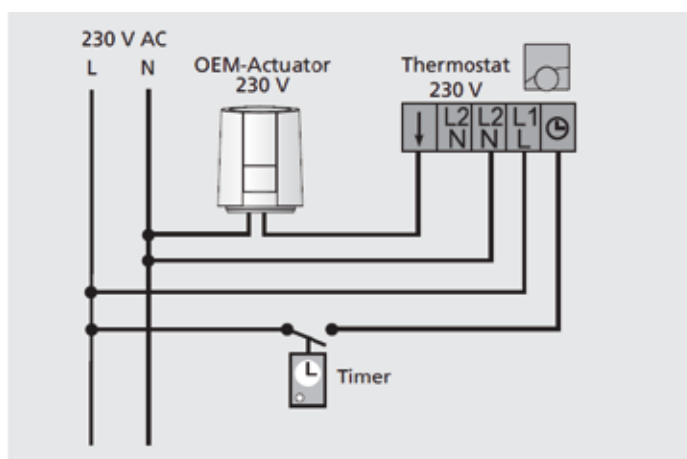 230 V AC
L N
OEM-Actuator
230 V
Thermostat
230 V
L2 L2 L1
N N L
Timer